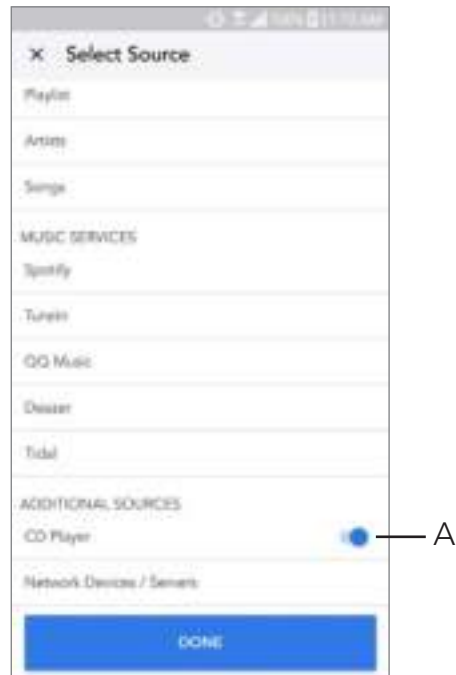 × Select Source
Playlist
Artists
Songs
MUSIC SERVICES
Spotify
TuneIn
QQ Music
Deezer
Tidal
ADDITIONAL SOURCES
CD Player
A
Network Devices / Servers
DONE